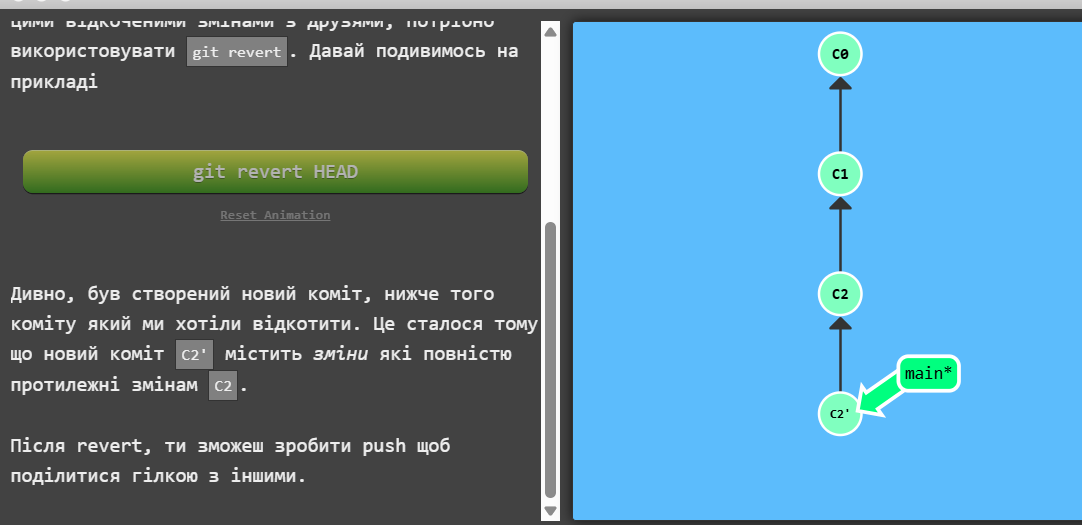 цими відкоченими змінами з друзями, потрібно
використовувати git revert. Давай подивимось на
прикладі
git revert HEAD
Reset Animation
Дивно, був створений новий коміт, нижче того
коміту який ми хотіли відкотити. Це сталося тому
що новий коміт C2' містить зміни які повністю
протилежні змінам C2.
Після revert, ти зможеш зробити push щоб
поділитися гілкою з іншими.
C0
C1
C2
main*
C2'